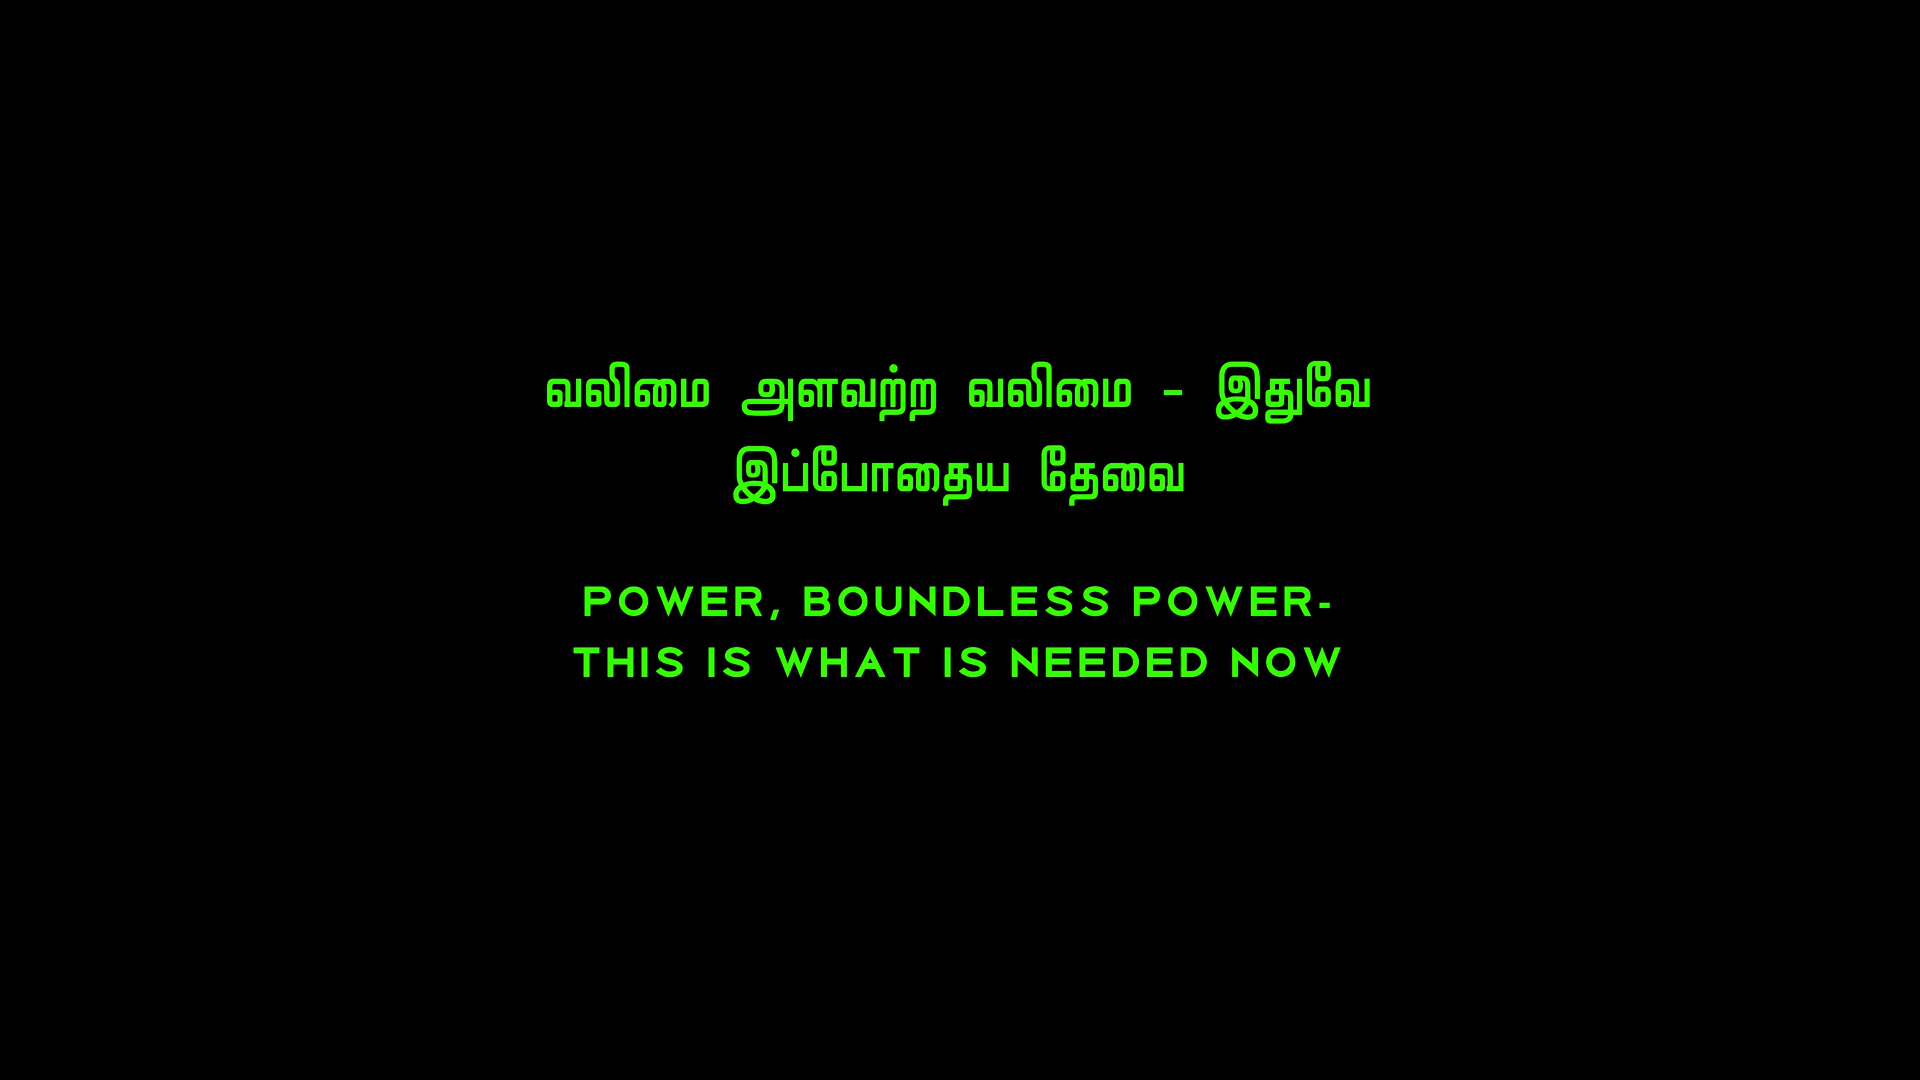 வலிமை அளவற்ற வலிமை - இதுவே
இப்போதைய தேவை
POWER, BOUNDLESS POWER-
THIS IS WHAT IS NEEDED NOW